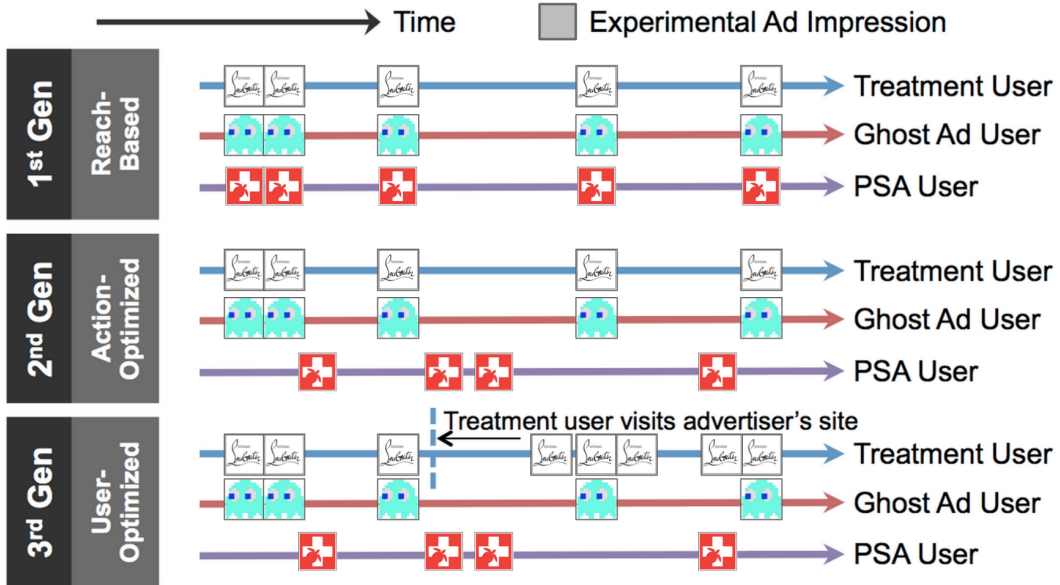 Time
Experimental Ad Impression
1st Gen
Reach-
Based
Treatment User
Ghost Ad User
PSA User
2nd Gen
Action-
Optimized
Treatment User
Ghost Ad User
PSA User
3rd Gen
User-
Optimized
Treatment user visits advertiser's site
Treatment User
Ghost Ad User
PSA User